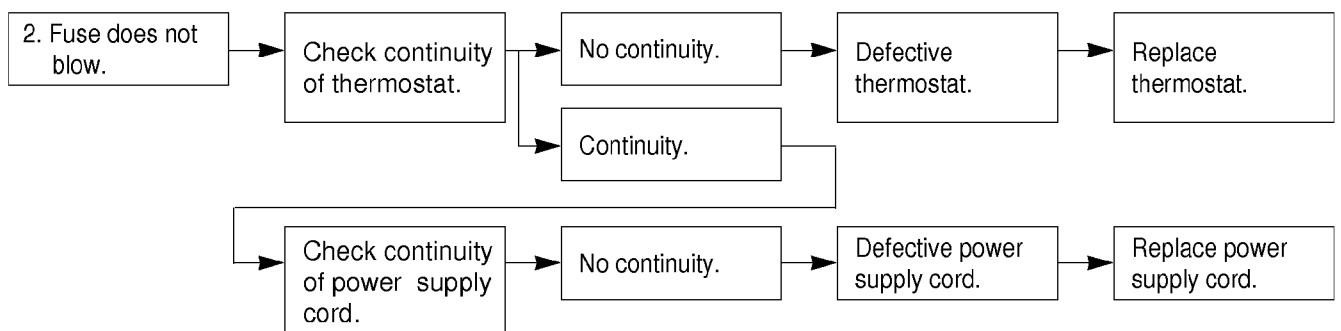 2. Fuse does not
blow.
Check continuity
of thermostat.
No continuity.
Defective
thermostat.
Replace
thermostat.
Continuity.
Check continuity
of power supply
cord.
No continuity.
Defective power
supply cord.
Replace power
supply cord.